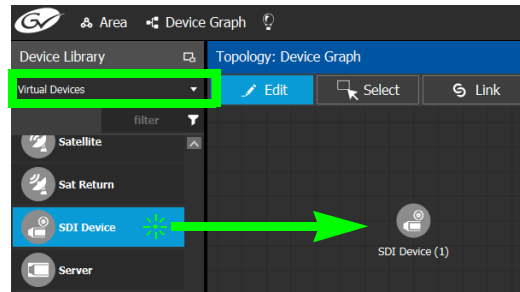 GV Area Device Graph
Device Library Topology: Device Graph
Virtual Devices Edit Select Link
filter
Satellite
Sat Return
SDI Device SDI Device (1)
Server